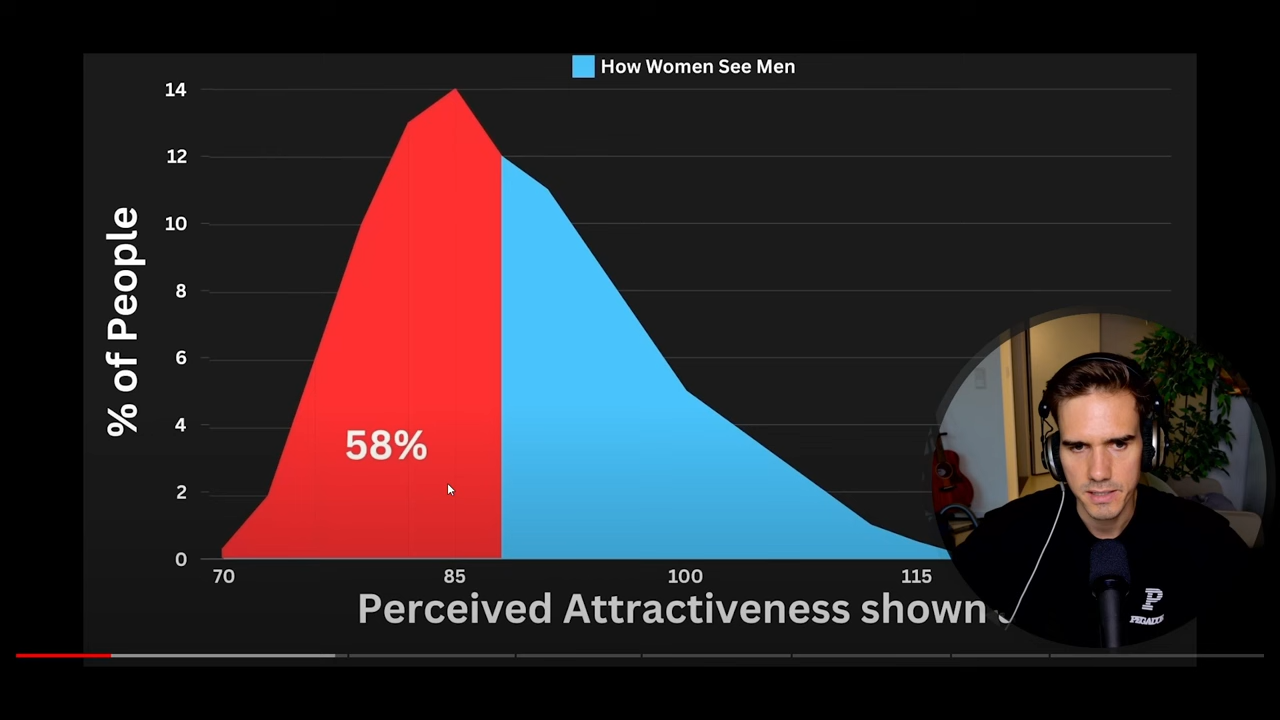 How Women See Men
14
12
10
8
6
4
2
0
% of People
58%
70 85 100 115
Perceived Attractiveness shown
P
PEGADOR